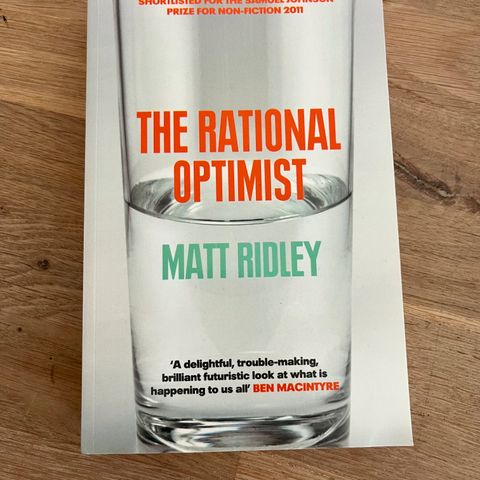 SHORTLISTED FOR THE SAMUEL JOHNSON
PRIZE FOR NON-FICTION 2011
THE RATIONAL
OPTIMIST
MATT RIDLEY
‘A delightful, trouble-making,
brilliant futuristic look at what is
happening to us all’ BEN MACINTYRE